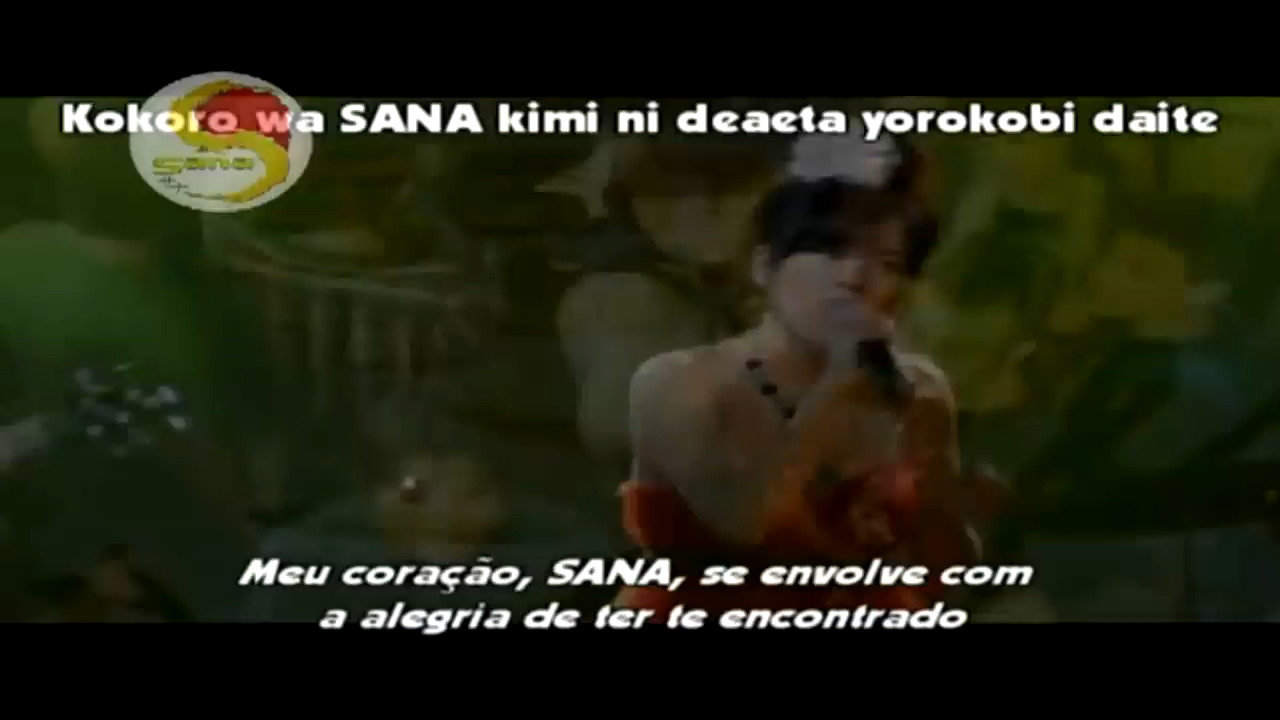 Kokoro wa SANA kimi ni deaeta yorokobi daite
sana
Meu coração, SANA, se envolve com
a alegria de ter te encontrado